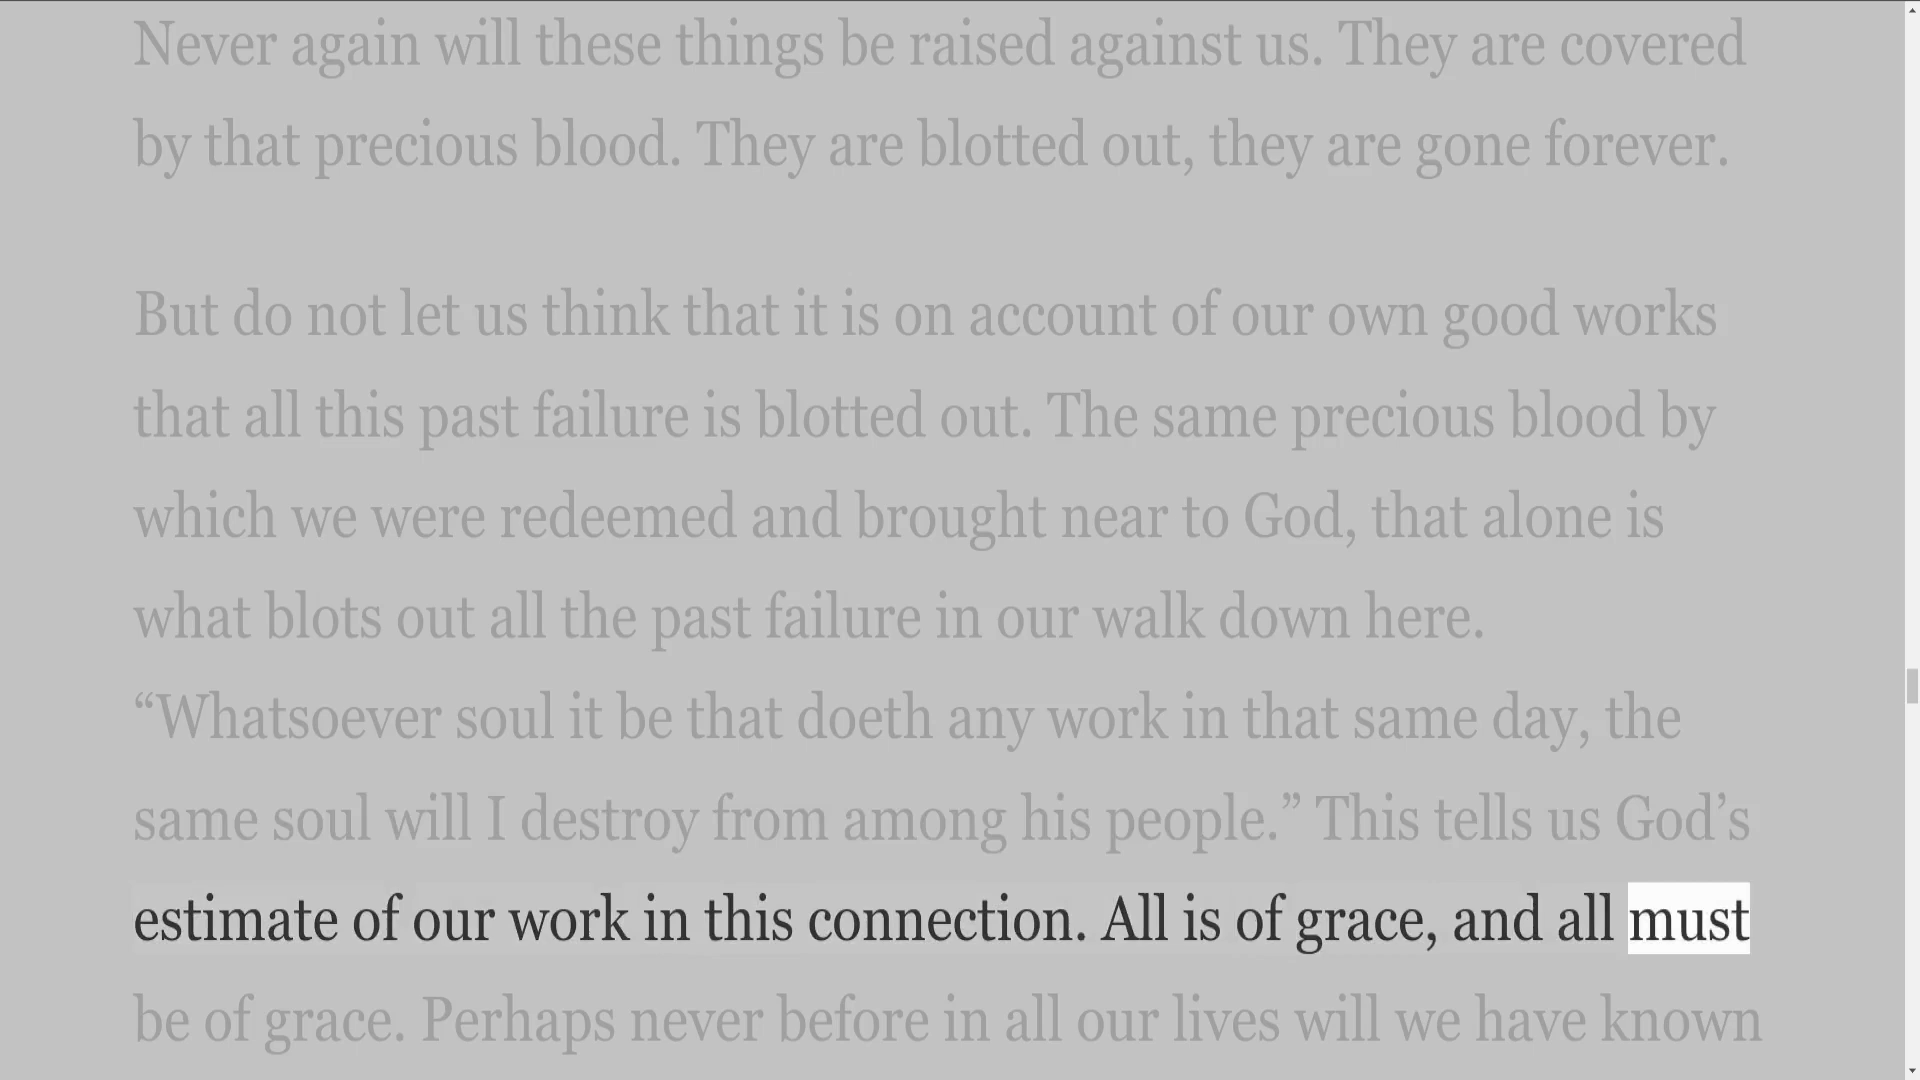 Never again will these things be raised against us. They are covered
by that precious blood. They are blotted out, they are gone forever.
But do not let us think that it is on account of our own good works
that all this past failure is blotted out. The same precious blood by
which we were redeemed and brought near to God, that alone is
what blots out all the past failure in our walk down here.
“Whatsoever soul it be that doeth any work in that same day, the
same soul will I destroy from among his people.” This tells us God’s
estimate of our work in this connection. All is of grace, and all must
be of grace. Perhaps never before in all our lives will we have known